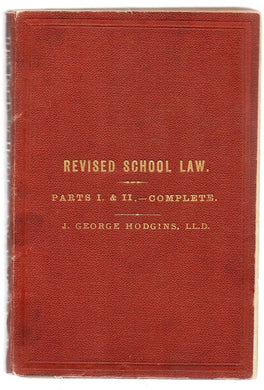 REVISED SCHOOL LAW.
PARTS I. & II.—COMPLETE.
J. GEORGE HODGINS, LL.D.